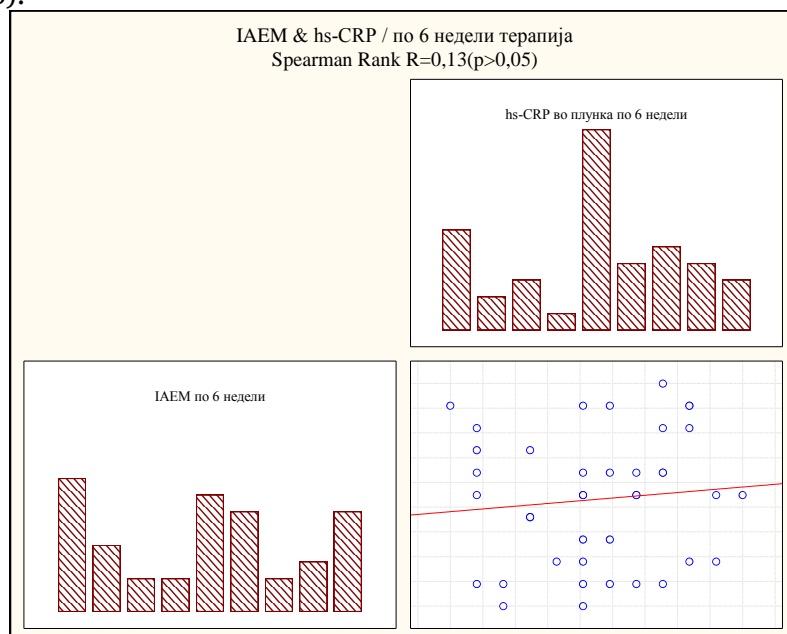 IAEM & hs-CRP / по 6 недели терапија
Spearman Rank R=0,13(p>0,05)
hs-CRP во плунка по 6 недели
IAEM по 6 недели